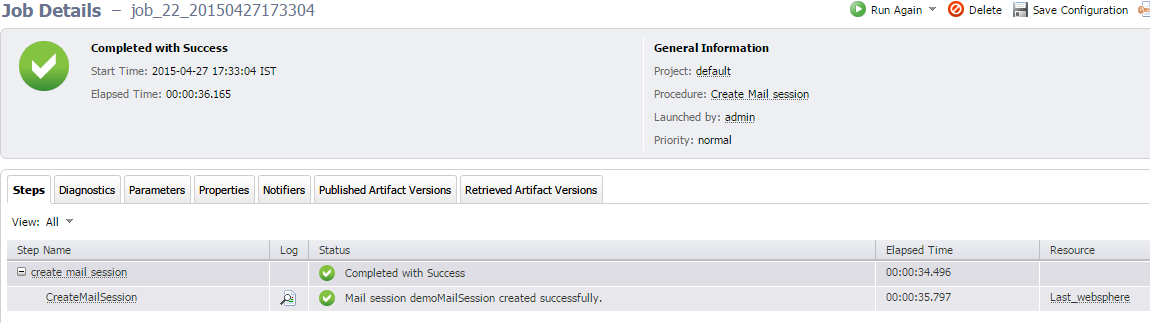 Job Details – job_22_20150427173304
Run Again Delete Save Configuration
Completed with Success
Start Time: 2015-04-27 17:33:04 IST
Elapsed Time: 00:00:36.165
General Information
Project: default
Procedure: Create Mail session
Launched by: admin
Priority: normal
Steps Diagnostics Parameters Properties Notifiers Published Artifact Versions Retrieved Artifact Versions
View: All
Step Name Log Status Elapsed Time Resource
create mail session Completed with Success 00:00:34.496
CreateMailSession Mail session demoMailSession created successfully. 00:00:35.797 Last_websphere